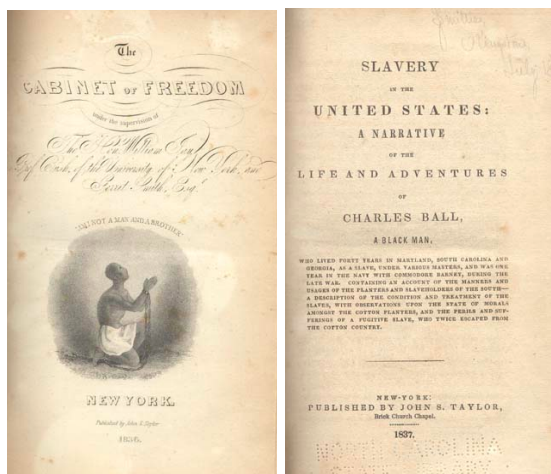 The
CABINET OF FREEDOM
under the supervision of
The Hon. William Jay
Prof. Bush, of the University of New York, and
Gerrit Smith, Esqr.
"AM I NOT A MAN AND A BROTHER"
NEW YORK.
Published by John S. Taylor
1836.
SLAVERY
IN THE
UNITED STATES:
A NARRATIVE
OF THE
LIFE AND ADVENTURES
OF
CHARLES BALL,
A BLACK MAN,
WHO LIVED FORTY YEARS IN MARYLAND, SOUTH CAROLINA AND
GEORGIA, AS A SLAVE, UNDER VARIOUS MASTERS, AND WAS ONE
YEAR IN THE NAVY WITH COMMODORE BARNEY, DURING THE
LATE WAR. CONTAINING AN ACCOUNT OF THE MANNERS AND
USAGES OF THE PLANTERS AND SLAVEHOLDERS OF THE SOUTH—
A DESCRIPTION OF THE CONDITION AND TREATMENT OF THE
SLAVES, WITH OBSERVATIONS UPON THE STATE OF MORALS
AMONGST THE COTTON PLANTERS, AND THE PERILS AND SUF-
FERINGS OF A FUGITIVE SLAVE, WHO TWICE ESCAPED FROM
THE COTTON COUNTRY.
NEW-YORK:
PUBLISHED BY JOHN S. TAYLOR,
Brick Church Chapel.
1837.